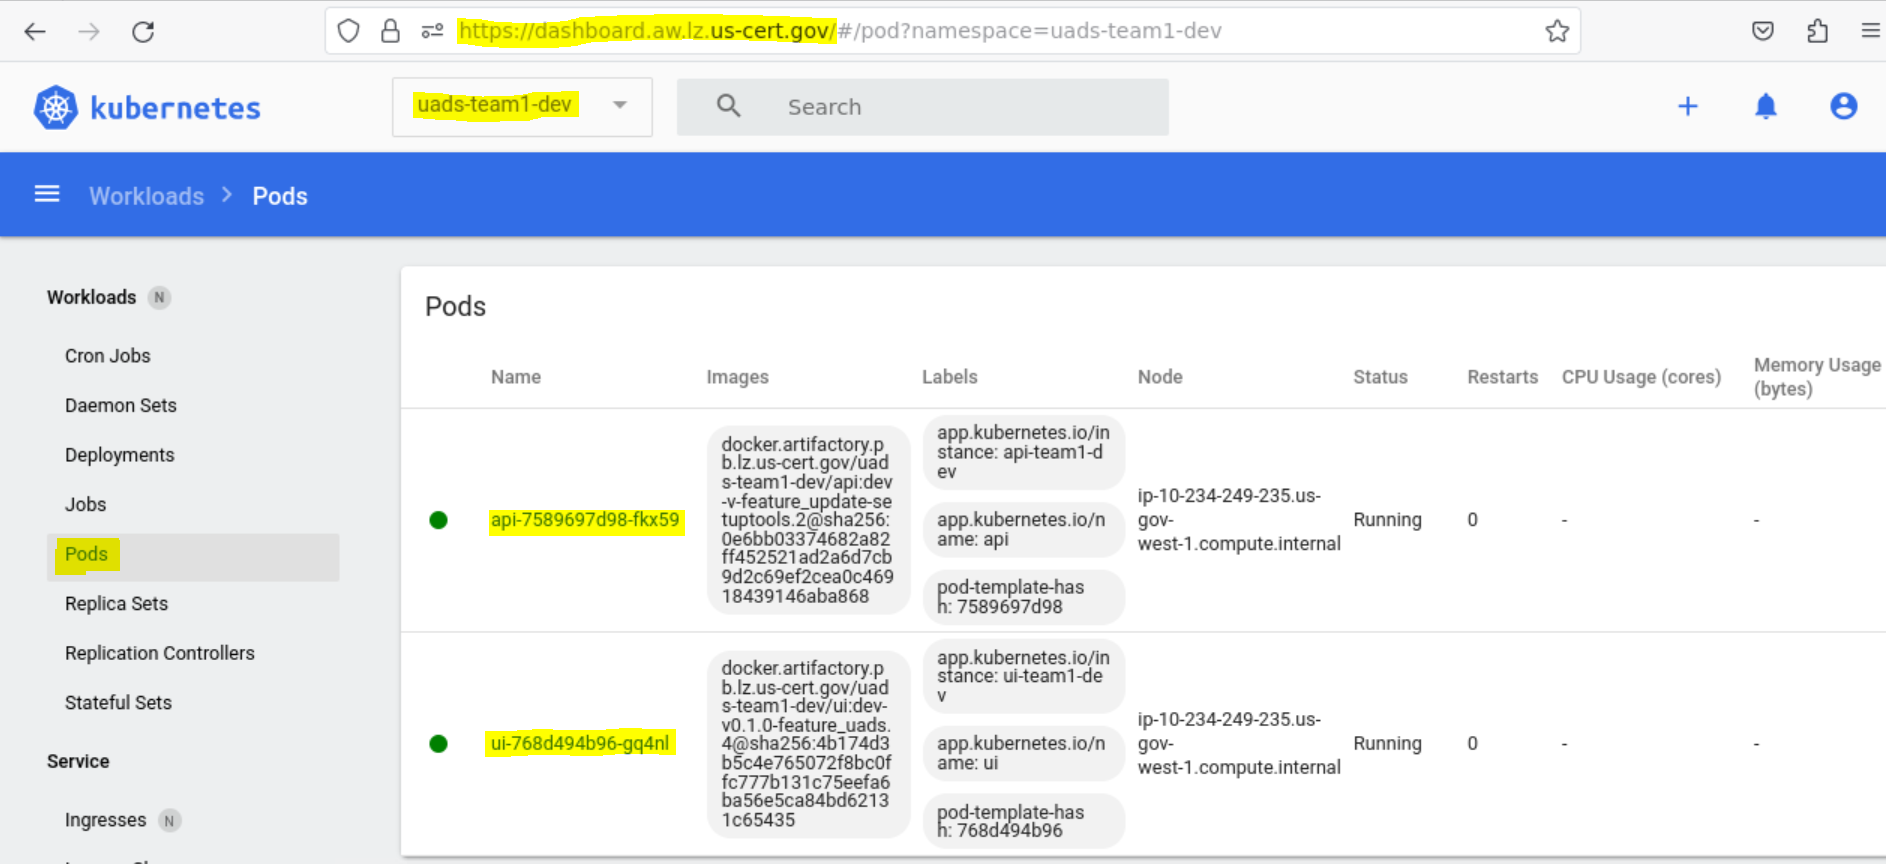 https://dashboard.aw.lz.us-cert.gov/#/pod?namespace=uads-team1-dev
kubernetes
uads-team1-dev
Search
Workloads > Pods
Workloads N
Cron Jobs
Daemon Sets
Deployments
Jobs
Pods
Replica Sets
Replication Controllers
Stateful Sets
Service
Ingresses N
Pods
Name
Images
Labels
Node
Status
Restarts
CPU Usage (cores)
Memory Usage
(bytes)
api-7589697d98-fkx59
docker.artifactory.p
b.lz.us-cert.gov/uad
s-team1-dev/api:dev
-v-feature_update-se
tuptools.2@sha256:
0e6bb03374682a82
ff452521ad2a6d7cb
9d2c69ef2cea0c469
18439146aba868
app.kubernetes.io/in
stance: api-team1-d
ev
app.kubernetes.io/n
ame: api
pod-template-has
h: 7589697d98
ip-10-234-249-235.us-
gov-
west-1.compute.internal
Running
0
-
-
ui-768d494b96-gq4nl
docker.artifactory.p
b.lz.us-cert.gov/uad
s-team1-dev/ui:dev-
v0.1.0-feature_uads.
4@sha256:4b174d3
b5c4e765072f8bc0f
fc777b131c75eefa6
ba56e5ca84bd6213
1c65435
app.kubernetes.io/in
stance: ui-team1-de
v
app.kubernetes.io/n
ame: ui
pod-template-has
h: 768d494b96
ip-10-234-249-235.us-
gov-
west-1.compute.internal
Running
0
-
-